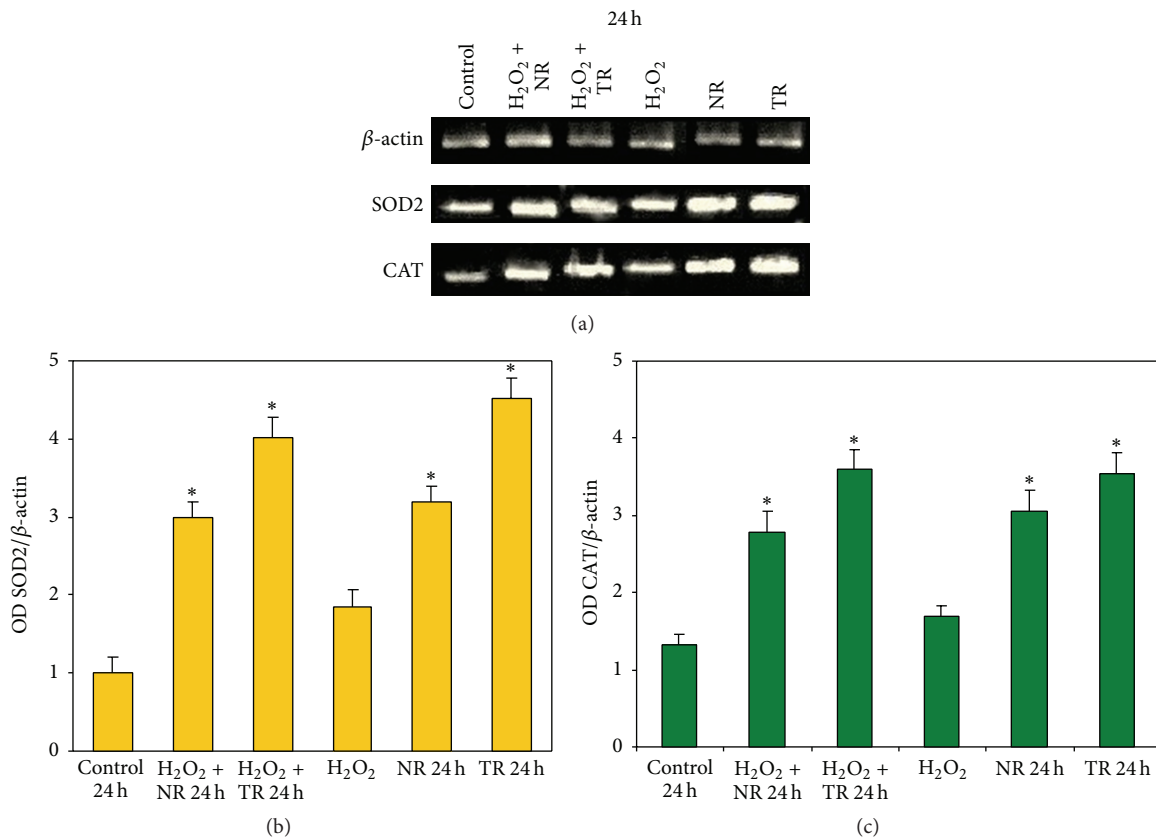 24 h
Control
H₂O₂ +
NR
H₂O₂ +
TR
H₂O₂
NR
TR
β-actin
SOD2
CAT
(a)
OD SOD2/β-actin
5
4
3
2
1
0
*
*
*
*
Control
24 h
H₂O₂ +
NR 24 h
H₂O₂ +
TR 24 h
H₂O₂
NR 24 h
TR 24 h
(b)
OD CAT/β-actin
5
4
3
2
1
0
*
*
*
*
Control
24 h
H₂O₂ +
NR 24 h
H₂O₂ +
TR 24 h
H₂O₂
NR 24 h
TR 24 h
(c)